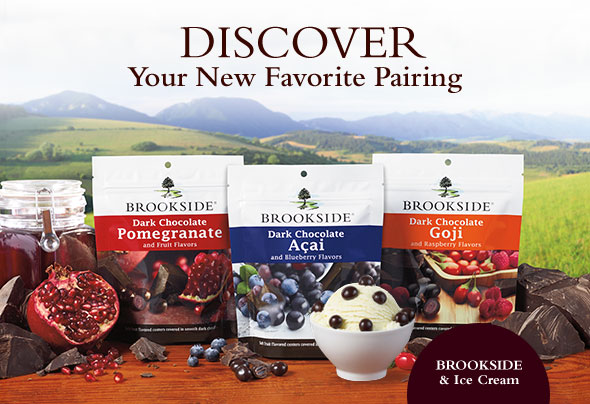 DISCOVER
Your New Favorite Pairing
BROOKSIDE®
Dark Chocolate
Pomegranate
and Fruit Flavors
BROOKSIDE®
Dark Chocolate
Açai
and Blueberry Flavors
BROOKSIDE®
Dark Chocolate
Goji
and Raspberry Flavors
BROOKSIDE
& Ice Cream